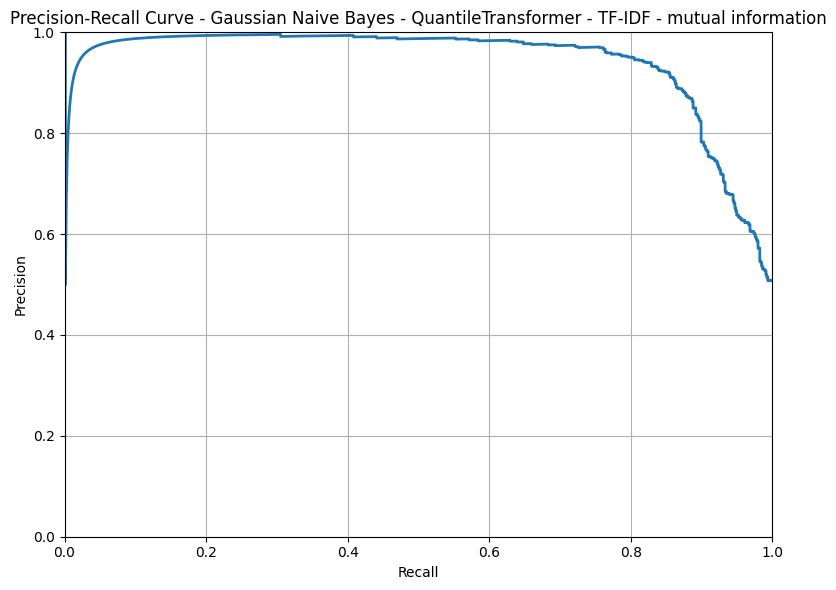 Precision-Recall Curve - Gaussian Naive Bayes - QuantileTransformer - TF-IDF - mutual information
1.0
0.8
0.6
0.4
0.2
0.0
Precision
0.0 0.2 0.4 0.6 0.8 1.0
Recall